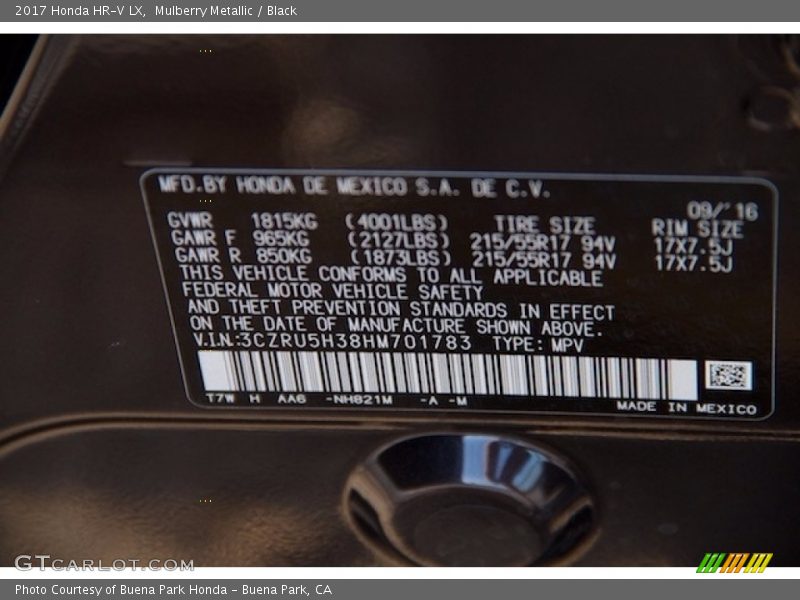 2017 Honda HR-V LX, Mulberry Metallic / Black
MFD.BY HONDA DE MEXICO S.A. DE C.V.
09/'16
GVWR 1815KG (4001LBS) TIRE SIZE RIM SIZE
GAWR F 965KG (2127LBS) 215/55R17 94V 17X7.5J
GAWR R 850KG (1873LBS) 215/55R17 94V 17X7.5J
THIS VEHICLE CONFORMS TO ALL APPLICABLE
FEDERAL MOTOR VEHICLE SAFETY
AND THEFT PREVENTION STANDARDS IN EFFECT
ON THE DATE OF MANUFACTURE SHOWN ABOVE.
V.I.N:3CZRU5H38HM701783 TYPE: MPV
T7W H AA6 -NH821M -A -M
MADE IN MEXICO
GTCARLOT.COM
Photo Courtesy of Buena Park Honda - Buena Park, CA